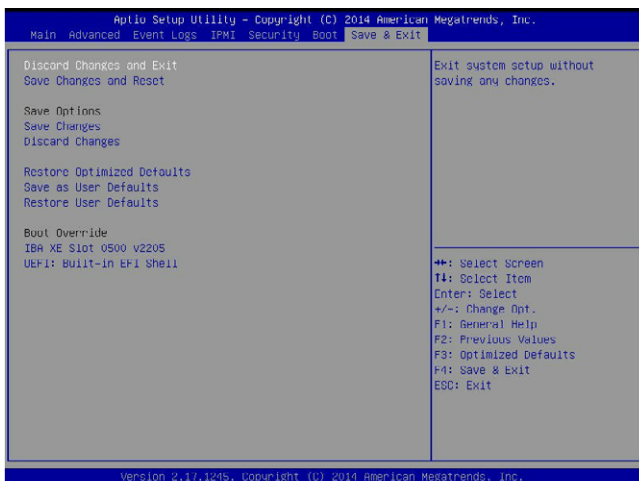 Aptio Setup Utility – Copyright (C) 2014 American Megatrends, Inc.
Main Advanced Event Logs IPMI Security Boot Save & Exit
Discard Changes and Exit
Save Changes and Reset
Save Options
Save Changes
Discard Changes
Restore Optimized Defaults
Save as User Defaults
Restore User Defaults
Boot Override
IBA XE Slot 0500 v2205
UEFI: Built-in EFI Shell
Exit system setup without
saving any changes.
→←: Select Screen
↑↓: Select Item
Enter: Select
+/-: Change Opt.
F1: General Help
F2: Previous Values
F3: Optimized Defaults
F4: Save & Exit
ESC: Exit
Version 2.17.1245. Copyright (C) 2014 American Megatrends, Inc.